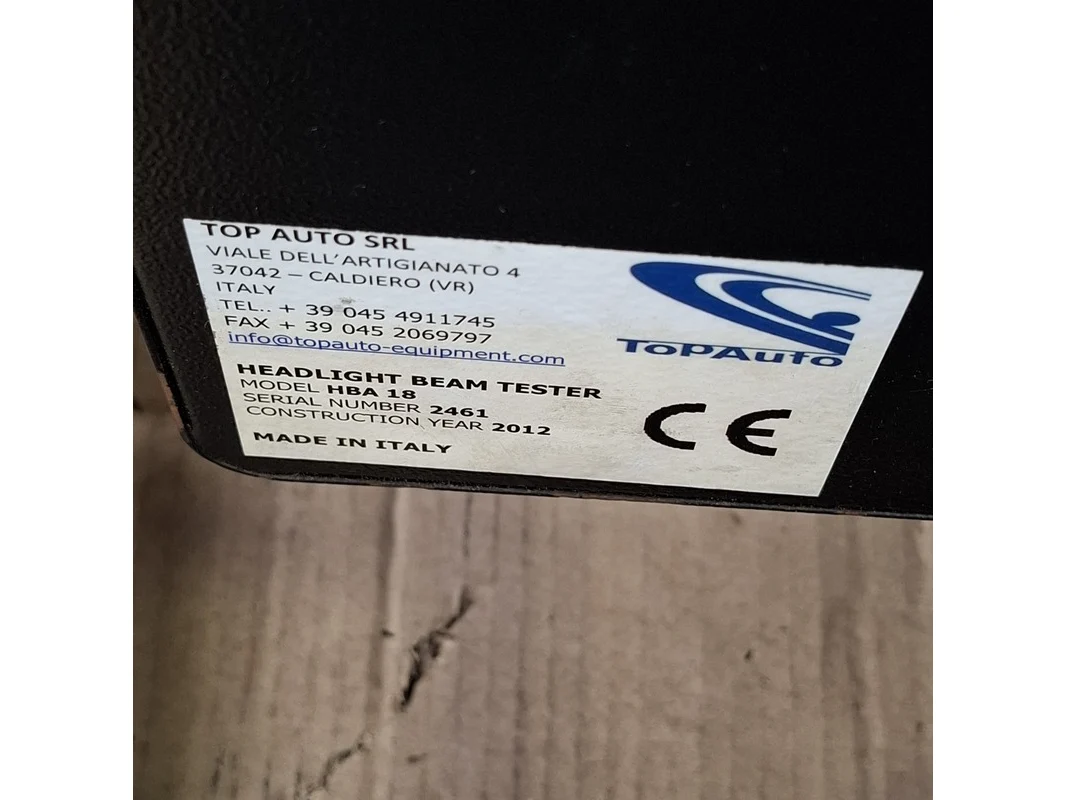 TOP AUTO SRL
VIALE DELL'ARTIGIANATO 4
37042 – CALDIERO (VR)
ITALY
TEL.. + 39 045 4911745
FAX + 39 045 2069797
info@topauto-equipment.com
TopAuto
HEADLIGHT BEAM TESTER
MODEL HBA 18
SERIAL NUMBER 2461
CONSTRUCTION YEAR 2012
MADE IN ITALY
CE